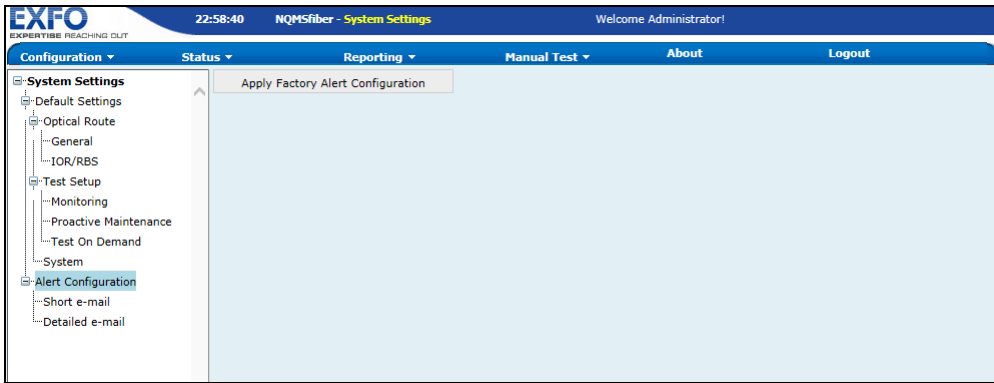 EXFO
EXPERTISE REACHING OUT
22:58:40 NQMSfiber - System Settings Welcome Administrator!
Configuration Status Reporting Manual Test About Logout
System Settings
Apply Factory Alert Configuration
Default Settings
Optical Route
General
IOR/RBS
Test Setup
Monitoring
Proactive Maintenance
Test On Demand
System
Alert Configuration
Short e-mail
Detailed e-mail